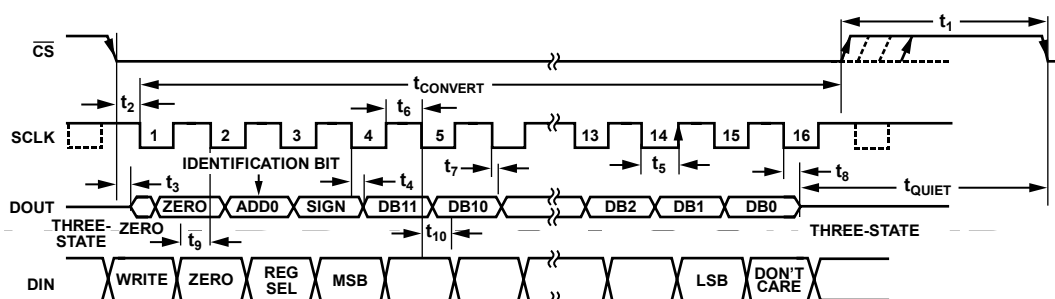 t1
CS
tCONVERT
t2
t6
SCLK
1 2 3 4 5 13 14 15 16
IDENTIFICATION BIT
t3
t4
t7
t5
t8
tQUIET
DOUT
ZERO ADD0 SIGN DB11 DB10 DB2 DB1 DB0
THREE-STATE
ZERO
t9
t10
THREE-STATE
DIN
WRITE ZERO REG SEL MSB LSB DON'T CARE